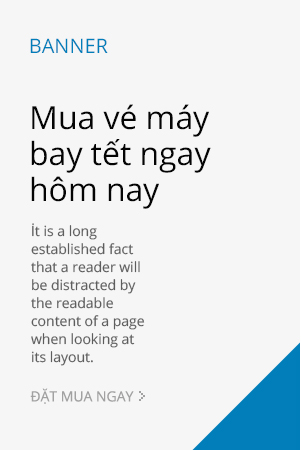 BANNER
Mua vé máy
bay tết ngay
hôm nay
İt is a long
established fact
that a reader will
be distracted by
the readable
content of a page
when looking at
its layout.
ĐẶT MUA NGAY >